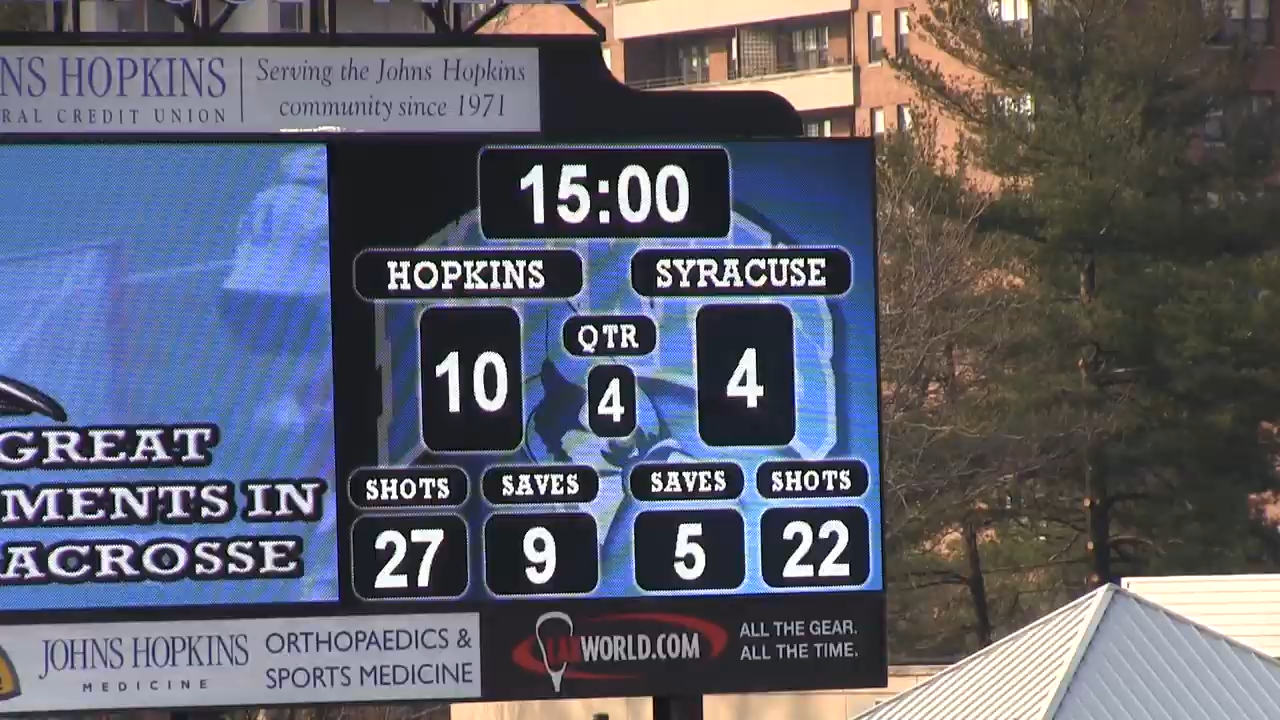 NS HOPKINS
RAL CREDIT UNION
Serving the Johns Hopkins
community since 1971
15:00
HOPKINS
SYRACUSE
10
QTR
4
4
SHOTS
SAVES
SAVES
SHOTS
27
9
5
22
GREAT
MENTS IN
ACROSSE
JOHNS HOPKINS
MEDICINE
ORTHOPAEDICS &
SPORTS MEDICINE
LAXWORLD.COM
ALL THE GEAR.
ALL THE TIME.